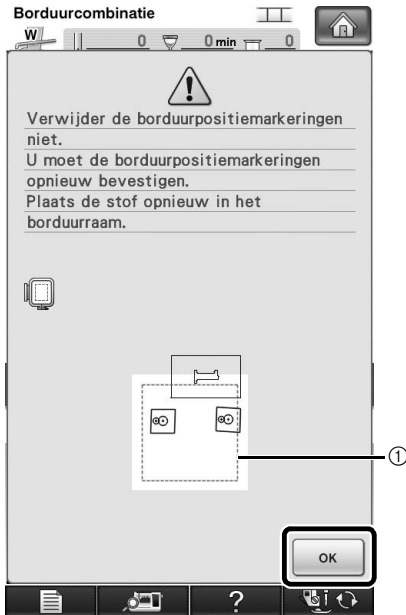 Borduurcombinatie
W
0 0 min 0
Verwijder de borduurpositiemarkeringen
niet.
U moet de borduurpositiemarkeringen
opnieuw bevestigen.
Plaats de stof opnieuw in het
borduurraam.
①
OK
?